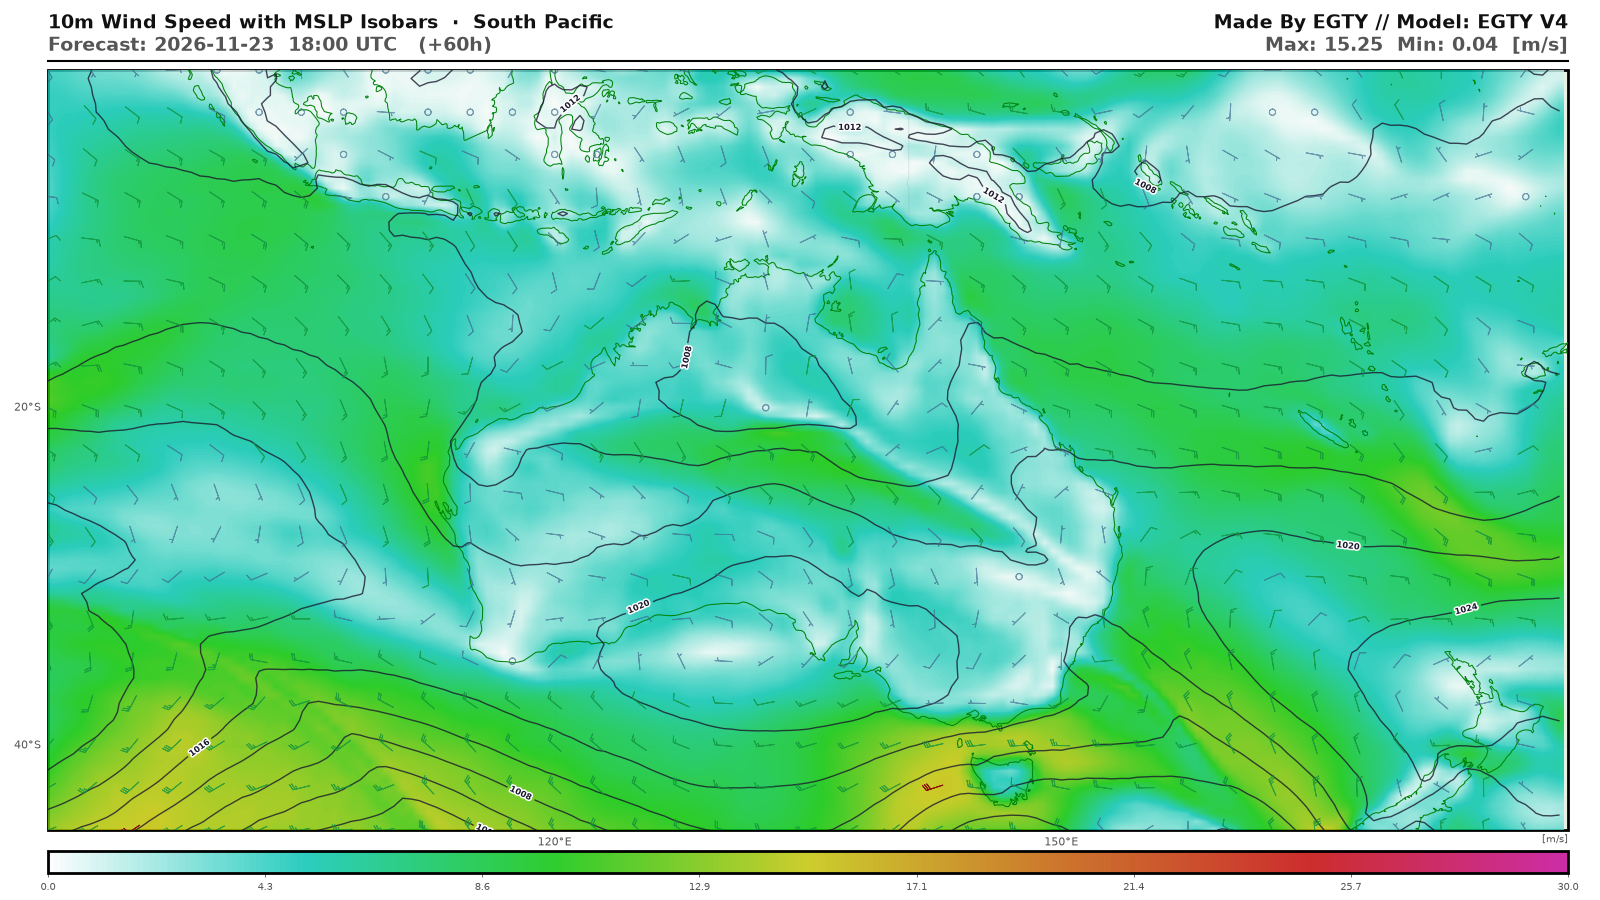 10m Wind Speed with MSLP Isobars · South Pacific
Made By EGTY // Model: EGTY V4
Forecast: 2026-11-23 18:00 UTC (+60h)
Max: 15.25 Min: 0.04 [m/s]
1012
1012
1008
1012
1008
20°S
1020
1020
1024
40°S
1016
1008
120°E
150°E
[m/s]
0.0
4.3
8.6
12.9
17.1
21.4
25.7
30.0